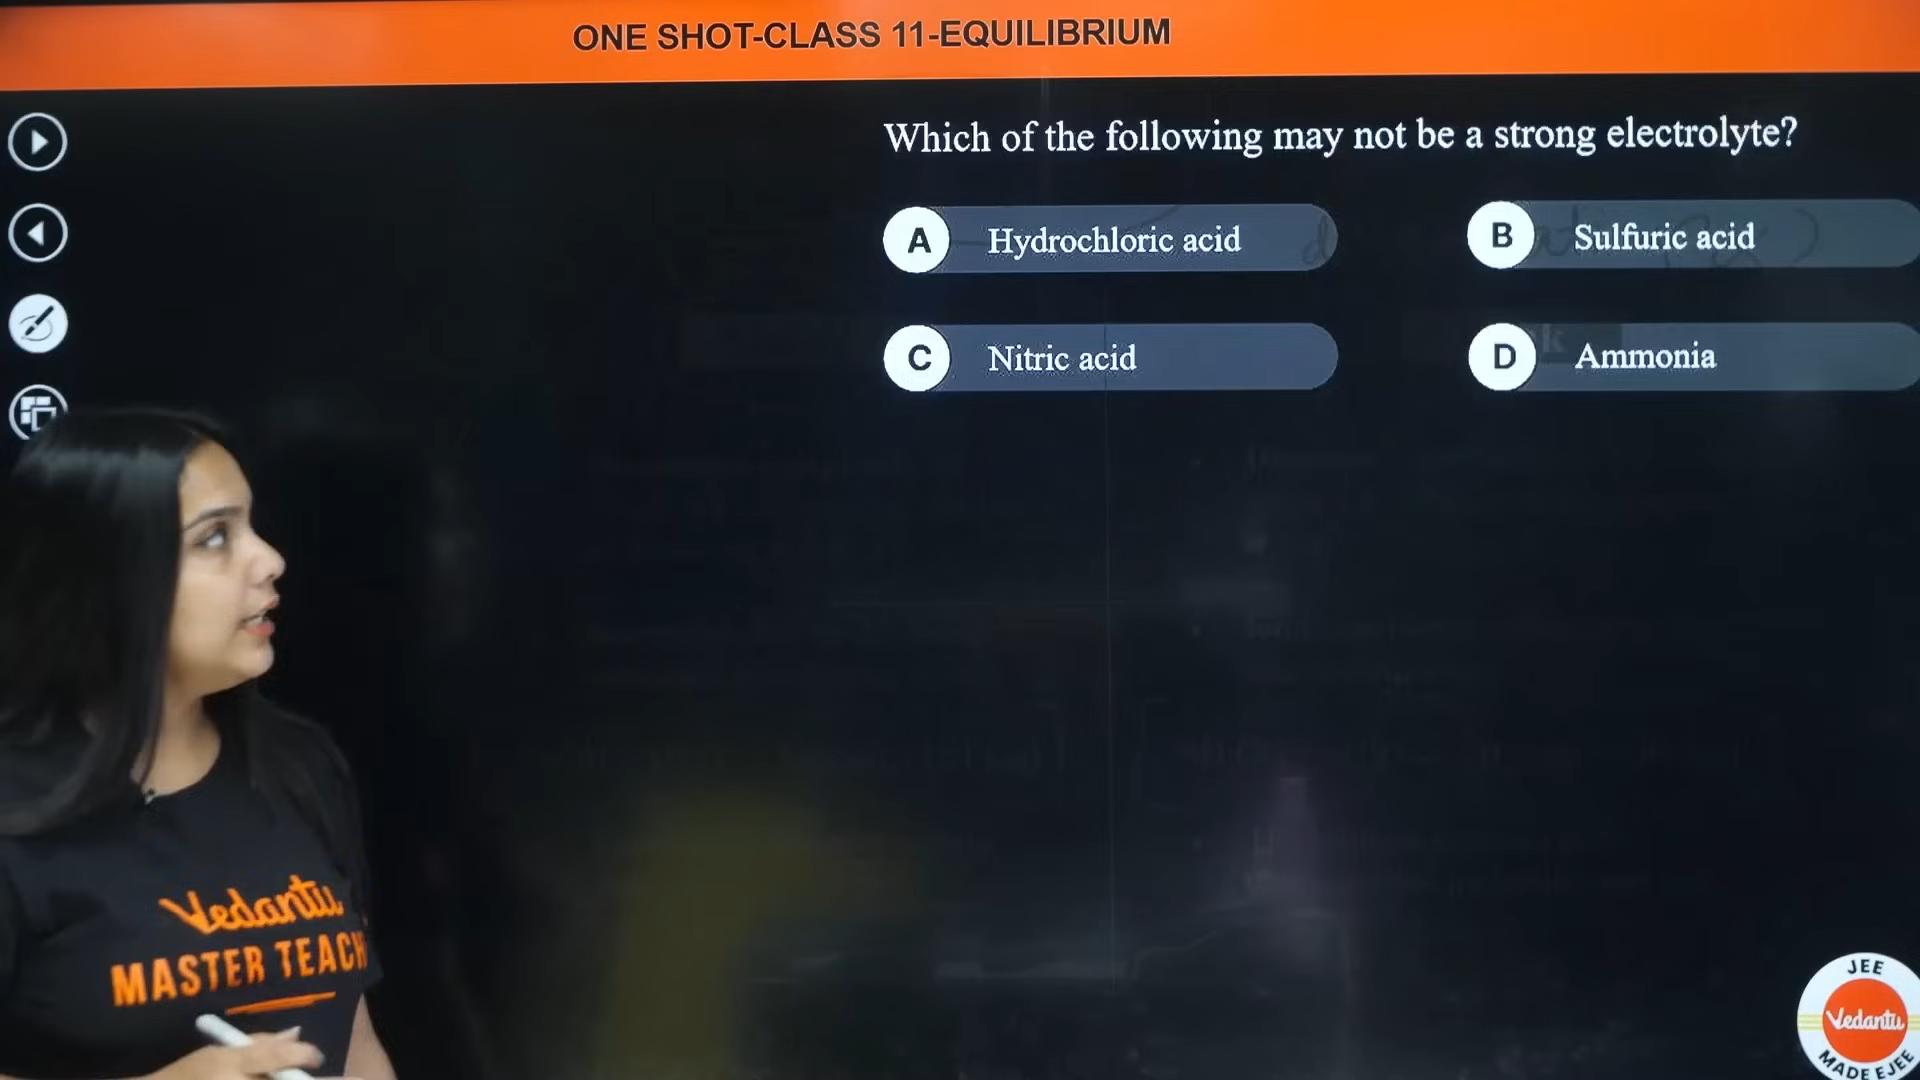 ONE SHOT-CLASS 11-EQUILIBRIUM
Which of the following may not be a strong electrolyte?
A Hydrochloric acid
B Sulfuric acid
C Nitric acid
D Ammonia
Vedantu
MASTER TEACH
JEE
Vedantu
MADE EJEE